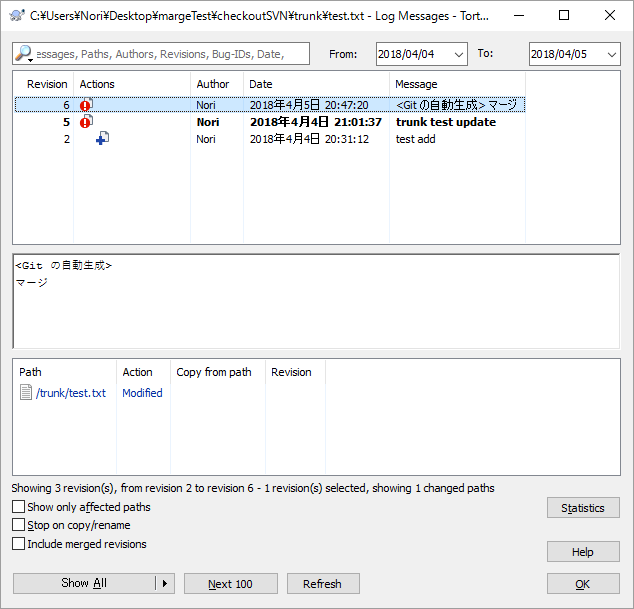 C:¥Users¥Nori¥Desktop¥margeTest¥checkoutSVN¥trunk¥test.txt - Log Messages - Tort...
essages, Paths, Authors, Revisions, Bug-IDs, Date, From: 2018/04/04 To: 2018/04/05
Revision Actions Author Date Message
6 Nori 2018年4月5日 20:47:20 <Git の自動生成> マージ
5 Nori 2018年4月4日 21:01:37 trunk test update
2 Nori 2018年4月4日 20:31:12 test add
<Git の自動生成>
マージ
Path Action Copy from path Revision
/trunk/test.txt Modified
Showing 3 revision(s), from revision 2 to revision 6 - 1 revision(s) selected, showing 1 changed paths
Show only affected paths Statistics
Stop on copy/rename
Include merged revisions Help
Show All Next 100 Refresh OK